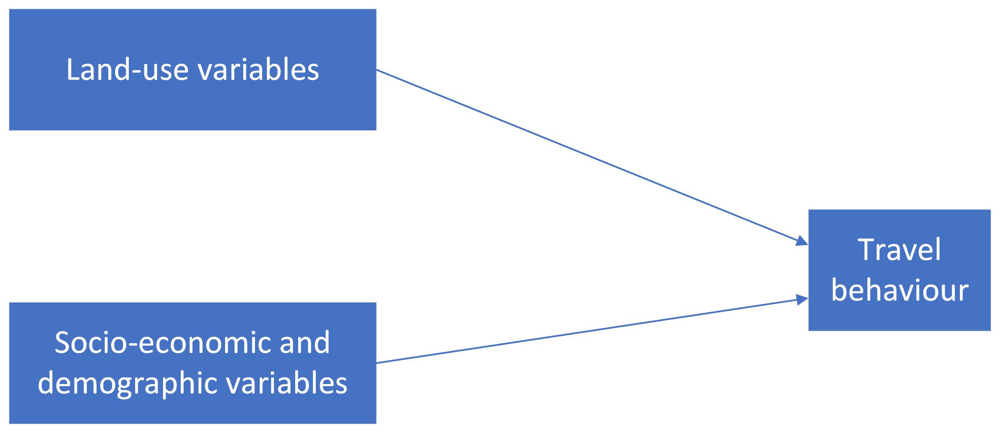 Land-use variables
Travel
behaviour
Socio-economic and
demographic variables